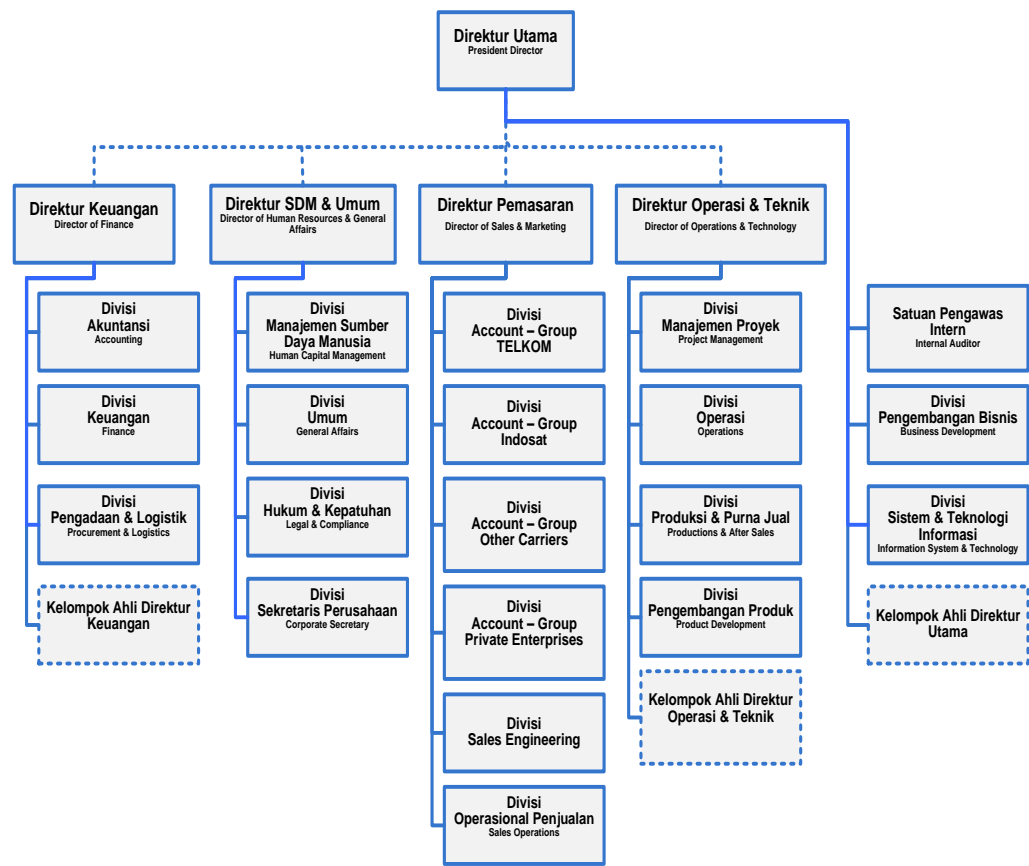 Direktur Utama
President Director
Direktur Keuangan
Director of Finance
Direktur SDM & Umum
Director of Human Resources & General
Affairs
Direktur Pemasaran
Director of Sales & Marketing
Direktur Operasi & Teknik
Director of Operations & Technology
Divisi
Akuntansi
Accounting
Divisi
Keuangan
Finance
Divisi
Pengadaan & Logistik
Procurement & Logistics
Kelompok Ahli Direktur
Keuangan
Divisi
Manajemen Sumber
Daya Manusia
Human Capital Management
Divisi
Umum
General Affairs
Divisi
Hukum & Kepatuhan
Legal & Compliance
Divisi
Sekretaris Perusahaan
Corporate Secretary
Divisi
Account – Group
TELKOM
Divisi
Account – Group
Indosat
Divisi
Account – Group
Other Carriers
Divisi
Account – Group
Private Enterprises
Divisi
Sales Engineering
Divisi
Operasional Penjualan
Sales Operations
Divisi
Manajemen Proyek
Project Management
Divisi
Operasi
Operations
Divisi
Produksi & Purna Jual
Productions & After Sales
Divisi
Pengembangan Produk
Product Development
Kelompok Ahli Direktur
Operasi & Teknik
Satuan Pengawas
Intern
Internal Auditor
Divisi
Pengembangan Bisnis
Business Development
Divisi
Sistem & Teknologi
Informasi
Information System & Technology
Kelompok Ahli Direktur
Utama